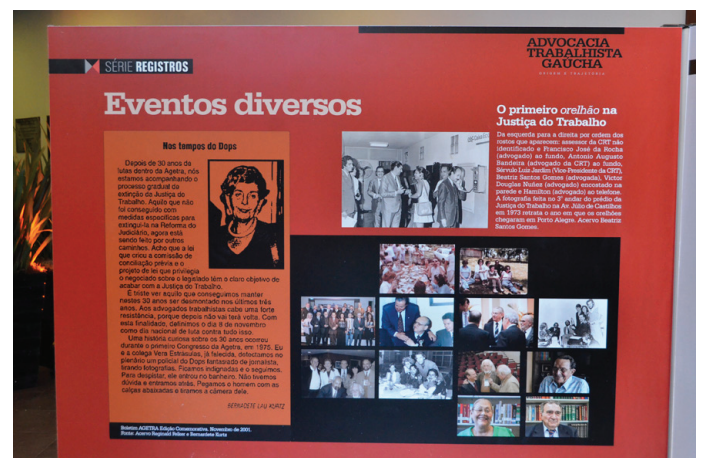 ADVOCACIA
TRABALHISTA
GAÚCHA
ORIGEM E TRAJETÓRIA
SÉRIE REGISTROS
Eventos diversos
Nos tempos do Dops
Depois de 30 anos de
lutas dentro da Agetra, nós
estamos acompanhando o
processo gradual da
extinção da Justiça do
Trabalho. Aquilo que não
foi conseguido com
medidas específicas para
extingui-la na Reforma do
Judiciário, agora está
sendo feito por outros
caminhos. Acho que a lei
que criou a comissão de
conciliação prévia e o
projeto de lei que privilegia
o negociado sobre o legislado têm o claro objetivo de
acabar com a Justiça do Trabalho.
É triste ver aquilo que conseguimos manter
nestes 30 anos ser desmontado nos últimos três
anos. Aos advogados trabalhistas cabe uma forte
resistência, porque depois não vai terá volta. Com
esta finalidade, definimos o dia 8 de novembro
como dia nacional de luta contra tudo isso.
Uma história curiosa sobre os 30 anos ocorreu
durante o primeiro Congresso da Agetra, em 1975. Eu
e a colega Vera Estráculas, já falecida, detectamos no
plenário um policial do Dops fantasiado de jornalista,
tirando fotografias. Ficamos indignadas e o seguimos.
Para despistar, ele entrou no banheiro. Não tivemos
dúvida e entramos atrás. Pegamos o homem com as
calças abaixadas e tiramos a câmera dele.
BERNADETE LAÚ KURTZ
Boletim AGETRA Edição Comemorativa. Novembro de 2001.
Fonte: Acervo Reginald Felker e Bernardete Kurtz
O primeiro orelhão na
Justiça do Trabalho
Da esquerda para a direita por ordem dos
rostos que aparecem: assessor da CRT não
identificado e Francisco José da Rocha
(advogado) ao fundo, Antonio Augusto
Bandeira (advogado da CRT) ao fundo,
Sérvulo Luiz Jardim (Vice-Presidente da CRT),
Beatriz Santos Gomes (advogada), Victor
Douglas Nuñez (advogado) encostado na
parede e Hamilton (advogado) ao telefone.
A fotografia feita no 3º andar do prédio da
Justiça do Trabalho na Av. Júlio de Castilhos
em 1973 retrata o ano em que os orelhões
chegaram em Porto Alegre. Acervo Beatriz
Santos Gomes.